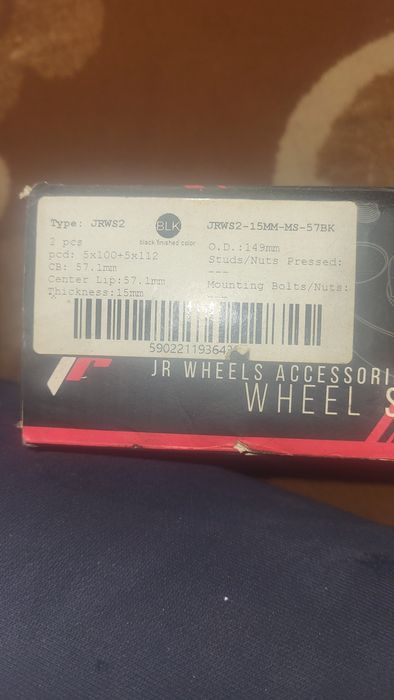 Type: JRWS2
BLK
JRWS2-15MM-MS-57BK
2 pcs
black finished color
O.D.:149mm
pcd: 5x100+5x112
Studs/Nuts Pressed:
CB: 57.1mm
---
Center Lip:57.1mm
Mounting Bolts/Nuts:
Thickness:15mm
---
JR WHEELS
WHEEL